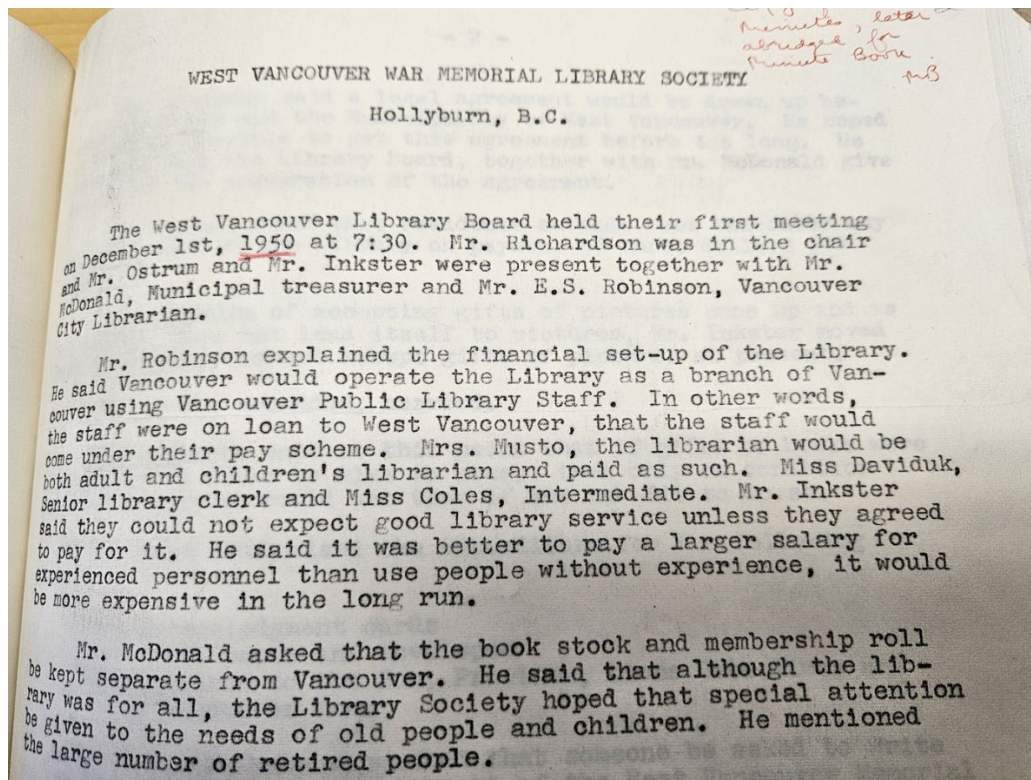 minutes, later
abridged for
Minute Book
MB
WEST VANCOUVER WAR MEMORIAL LIBRARY SOCIETY
Hollyburn, B.C.
The West Vancouver Library Board held their first meeting
on December 1st, 1950 at 7:30. Mr. Richardson was in the chair
and Mr. Ostrum and Mr. Inkster were present together with Mr.
McDonald, Municipal treasurer and Mr. E.S. Robinson, Vancouver
City Librarian.
Mr. Robinson explained the financial set-up of the Library.
He said Vancouver would operate the Library as a branch of Van-
couver using Vancouver Public Library Staff. In other words,
the staff were on loan to West Vancouver, that the staff would
come under their pay scheme. Mrs. Musto, the librarian would be
both adult and children's librarian and paid as such. Miss Daviduk,
Senior library clerk and Miss Coles, Intermediate. Mr. Inkster
said they could not expect good library service unless they agreed
to pay for it. He said it was better to pay a larger salary for
experienced personnel than use people without experience, it would
be more expensive in the long run.
Mr. McDonald asked that the book stock and membership roll
be kept separate from Vancouver. He said that although the lib-
rary was for all, the Library Society hoped that special attention
be given to the needs of old people and children. He mentioned
the large number of retired people.